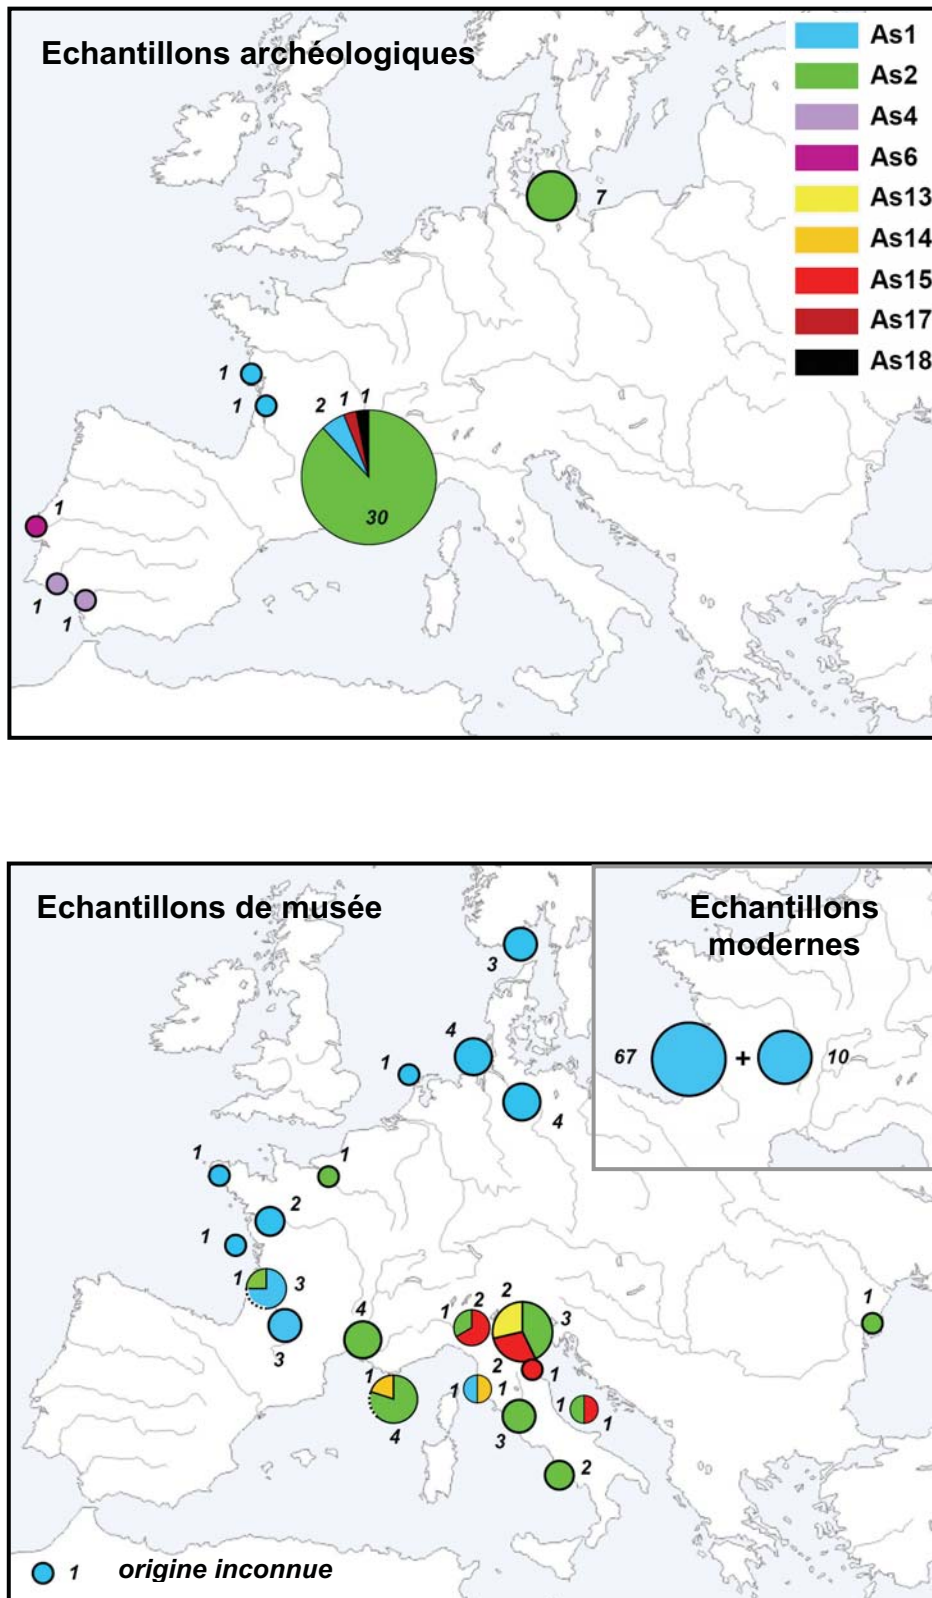 Echantillons archéologiques
As1
As2
As4
As6
As13
As14
As15
As17
As18
7
1
1
2 1 1
30
1
1
1
Echantillons de musée
Echantillons
modernes
67 + 10
3
4
1
4
1
1
2
1
1 3
3
4
1
4
1 2
2
3
2
1
1 1
3
1
1
2
1
1 origine inconnue